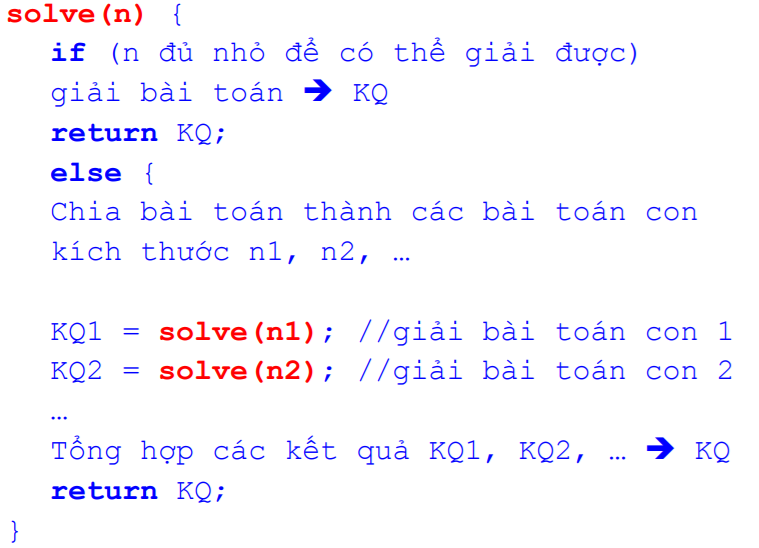 solve(n) {
if (n đủ nhỏ để có thể giải được)
giải bài toán ➔ KQ
return KQ;
else {
Chia bài toán thành các bài toán con
kích thước n1, n2, …
KQ1 = solve(n1); //giải bài toán con 1
KQ2 = solve(n2); //giải bài toán con 2
…
Tổng hợp các kết quả KQ1, KQ2, … ➔ KQ
return KQ;
}